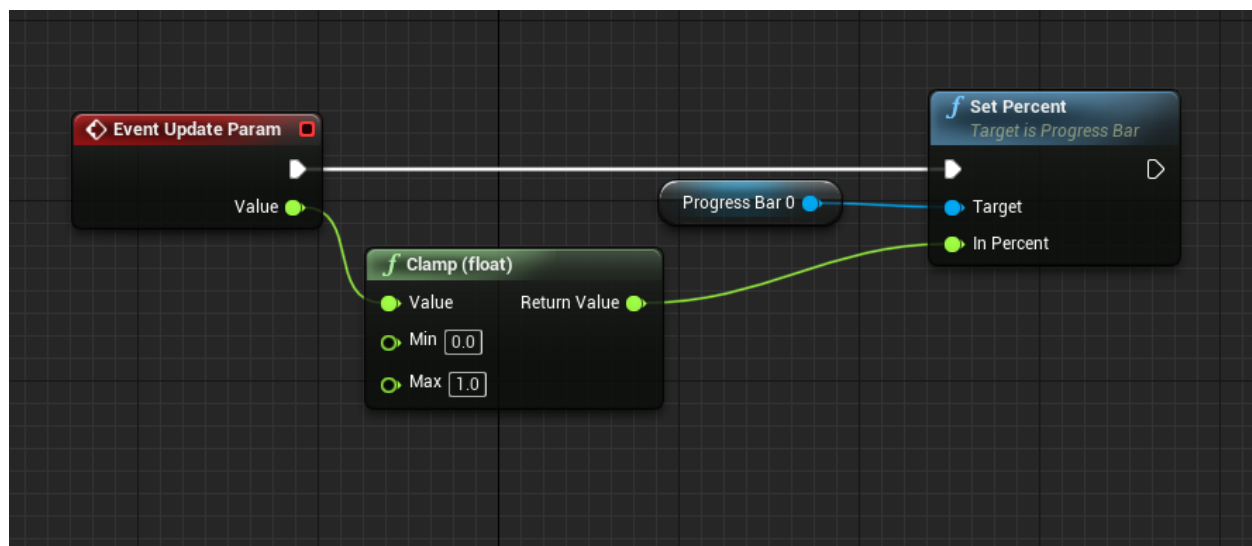 Event Update Param
Value
f Clamp (float)
Value
Return Value
Min 0.0
Max 1.0
Progress Bar 0
f Set Percent
Target is Progress Bar
Target
In Percent